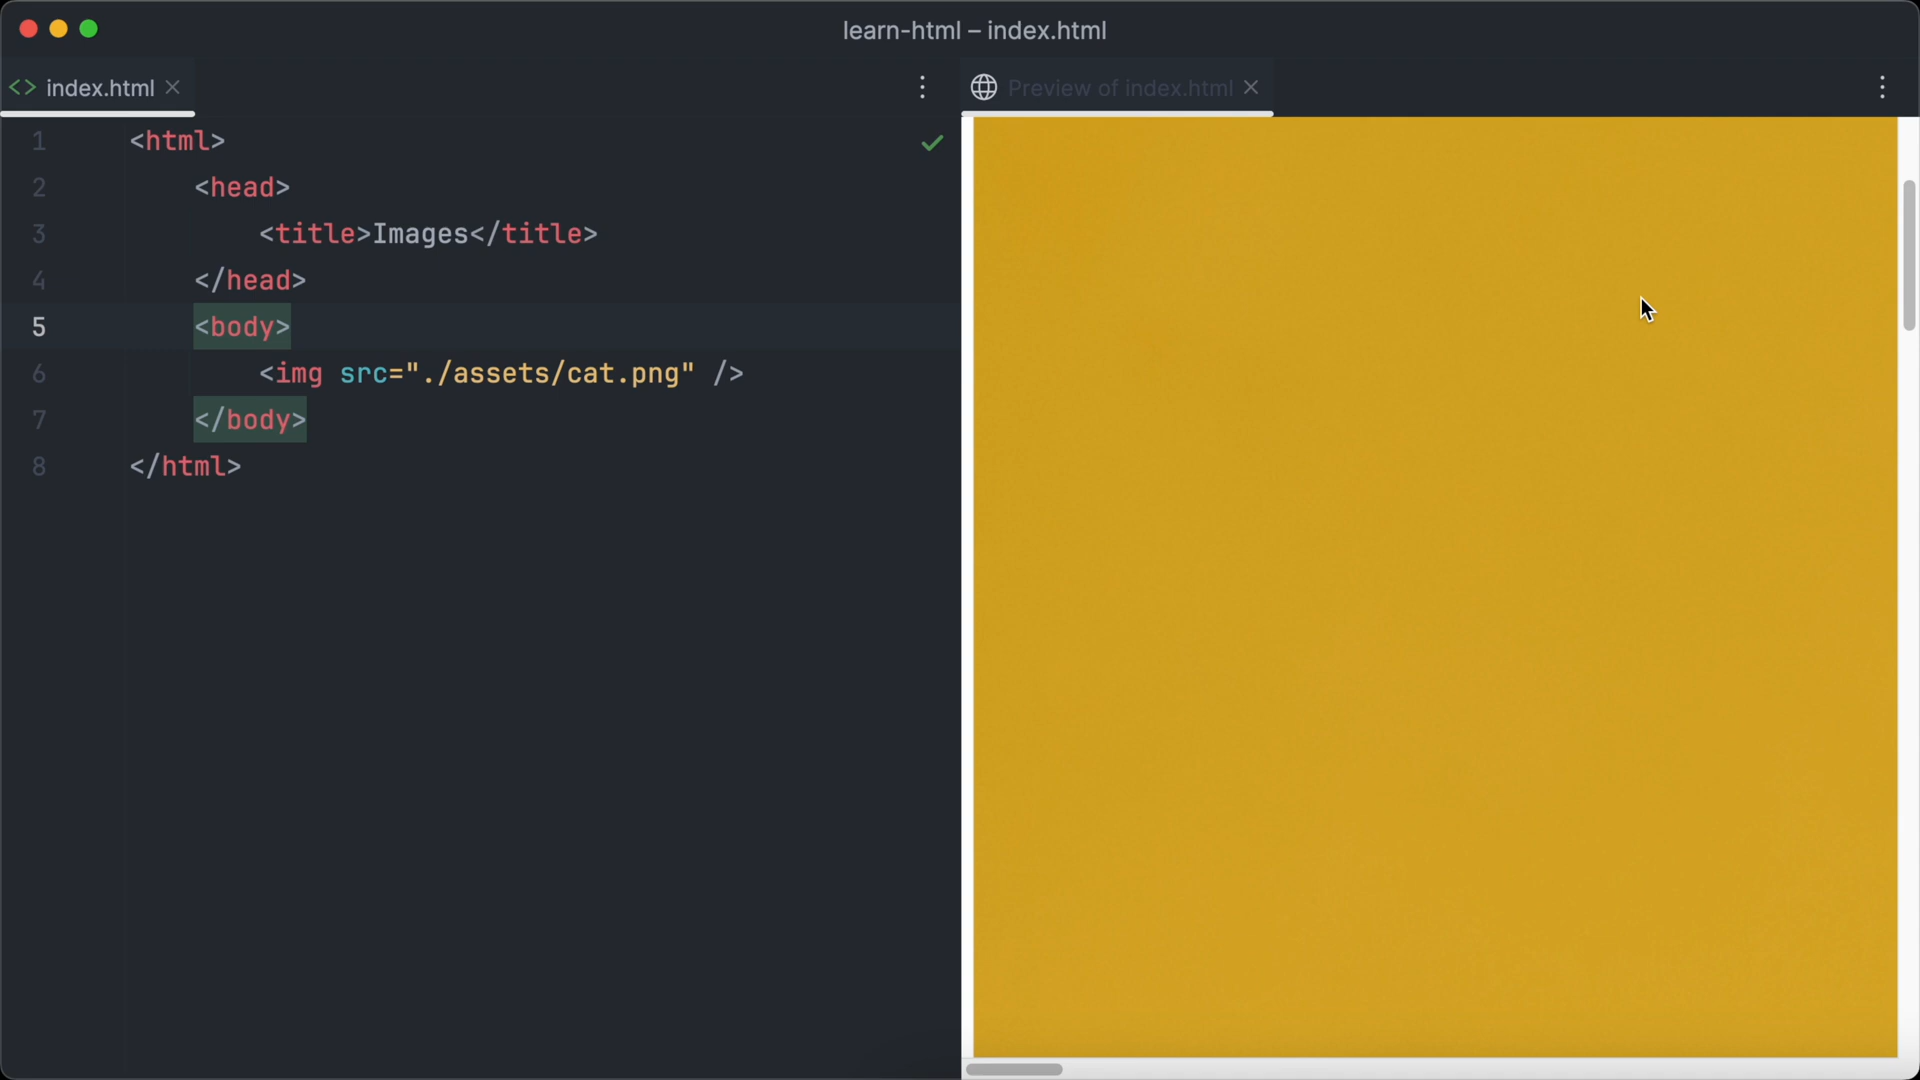 learn-html – index.html
index.html
Preview of index.html
1 <html>
2 <head>
3 <title>Images</title>
4 </head>
5 <body>
6 <img src="./assets/cat.png" />
7 </body>
8 </html>